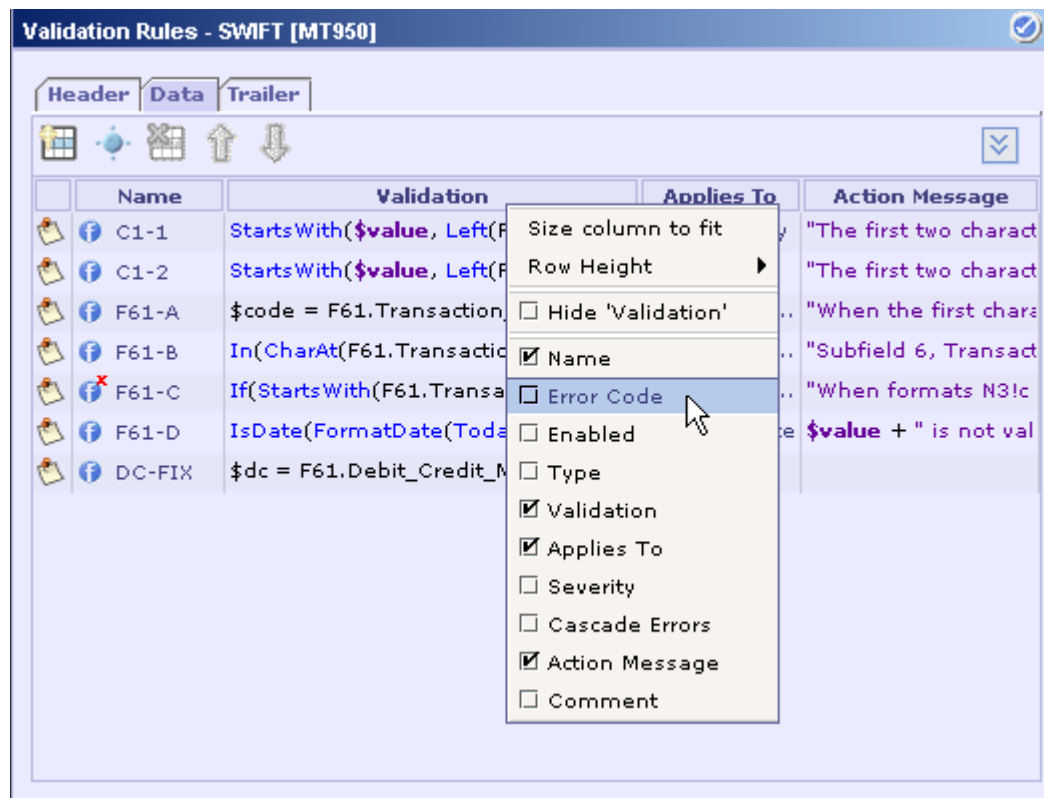 Validation Rules - SWIFT [MT950]
Header Data Trailer
Name Validation Applies To Action Message
C1-1 StartsWith($value, Left(F "The first two charact
C1-2 StartsWith($value, Left(F "The first two charact
F61-A $code = F61.Transaction_ .. "When the first chara
F61-B In(CharAt(F61.Transactic .. "Subfield 6, Transact
F61-C If(StartsWith(F61.Transa .. "When formats N3!c
F61-D IsDate(FormatDate(Toda te $value + " is not val
DC-FIX $dc = F61.Debit_Credit_M
Size column to fit
Row Height
Hide 'Validation'
Name
Error Code
Enabled
Type
Validation
Applies To
Severity
Cascade Errors
Action Message
Comment